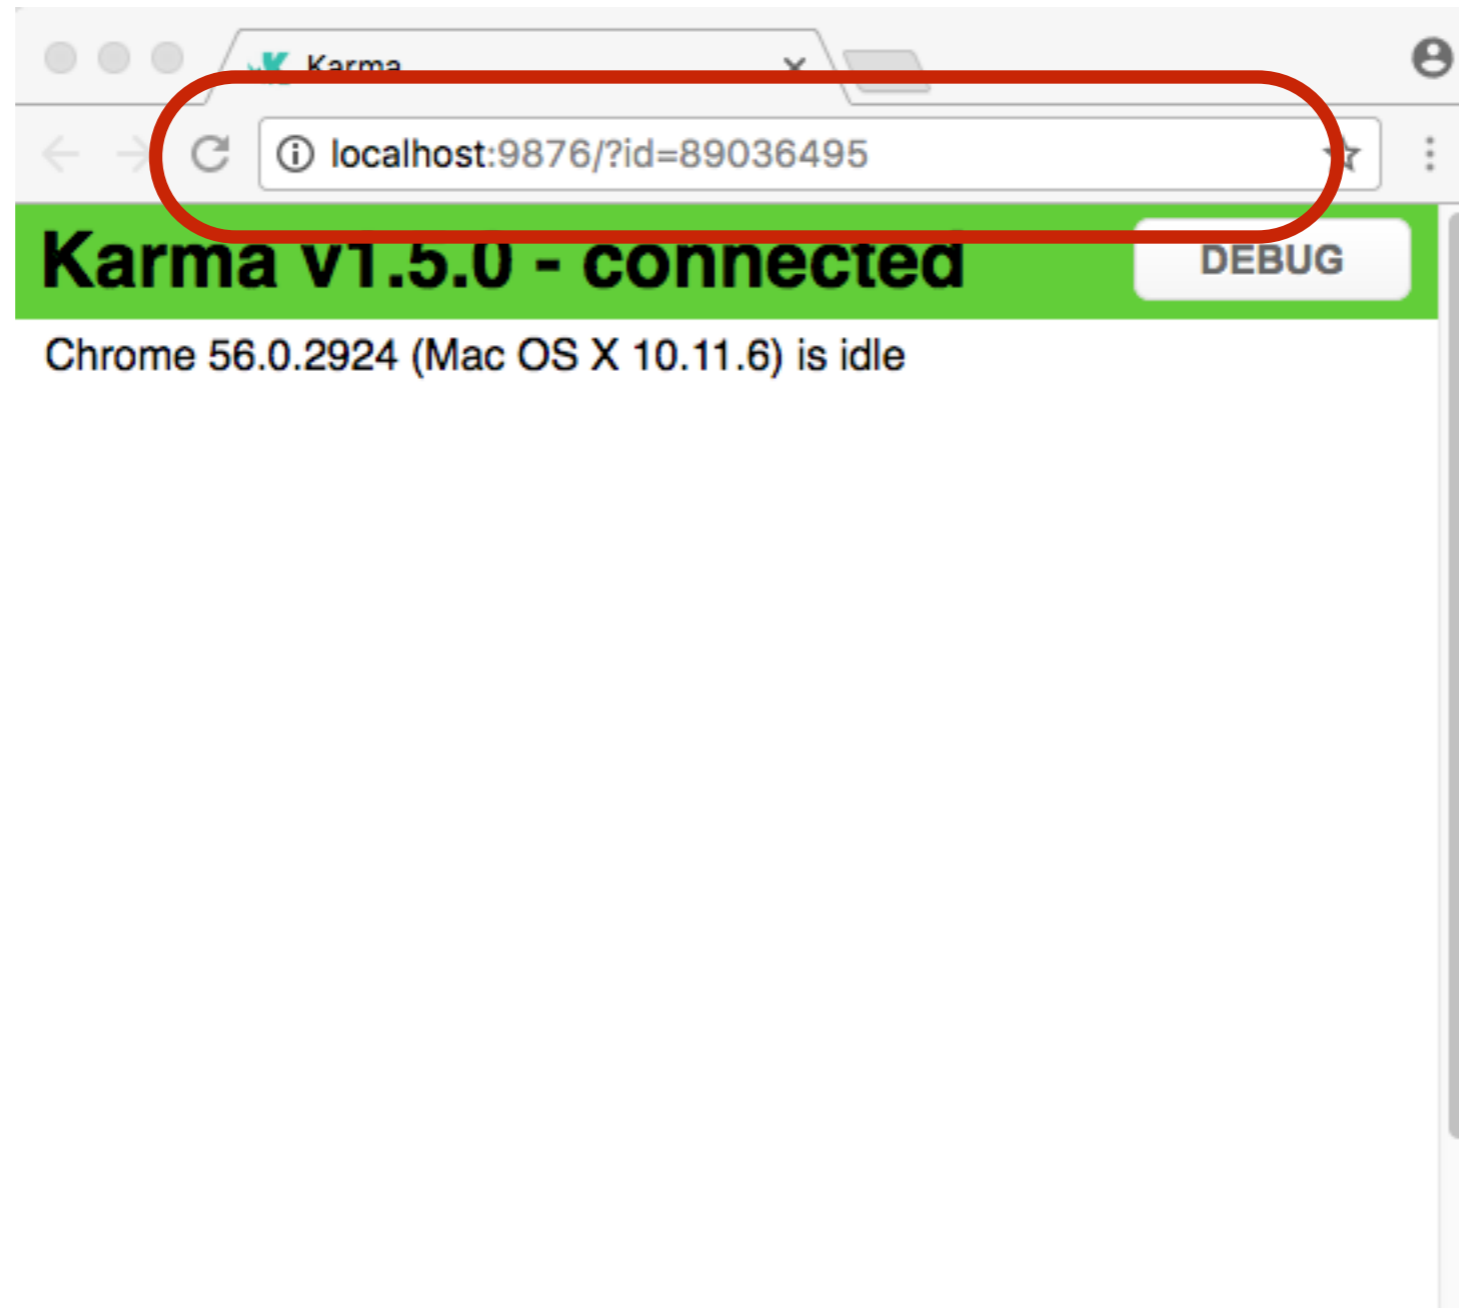 Karma
localhost:9876/?id=89036495
Karma v1.5.0 - connected
DEBUG
Chrome 56.0.2924 (Mac OS X 10.11.6) is idle